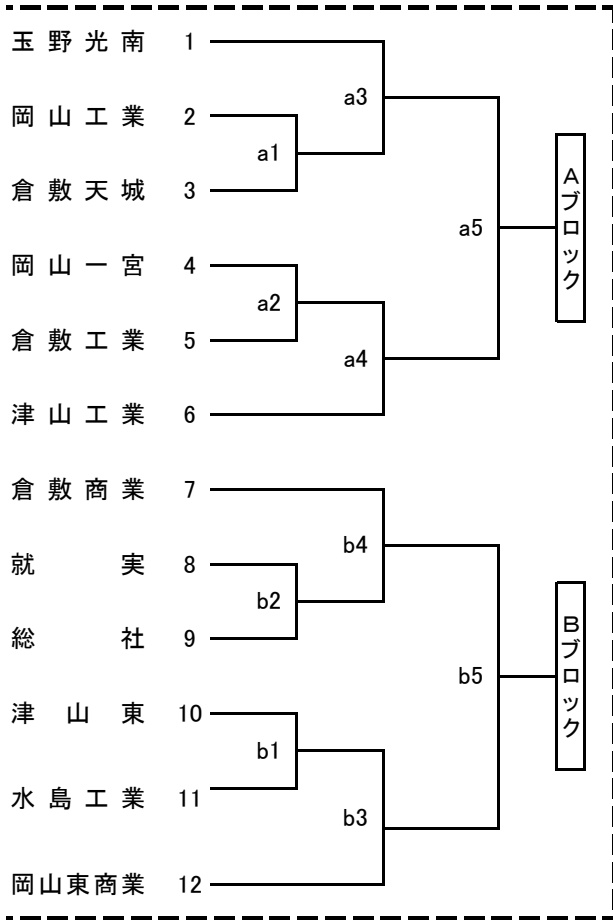 玉野光南 1
a3
岡山工業 2
a1
倉敷天城 3
Aブロック
a5
岡山一宮 4
a2
倉敷工業 5
a4
津山工業 6
倉敷商業 7
b4
就実 8
b2
総社 9
Bブロック
b5
津山東 10
b1
水島工業 11
b3
岡山東商業 12